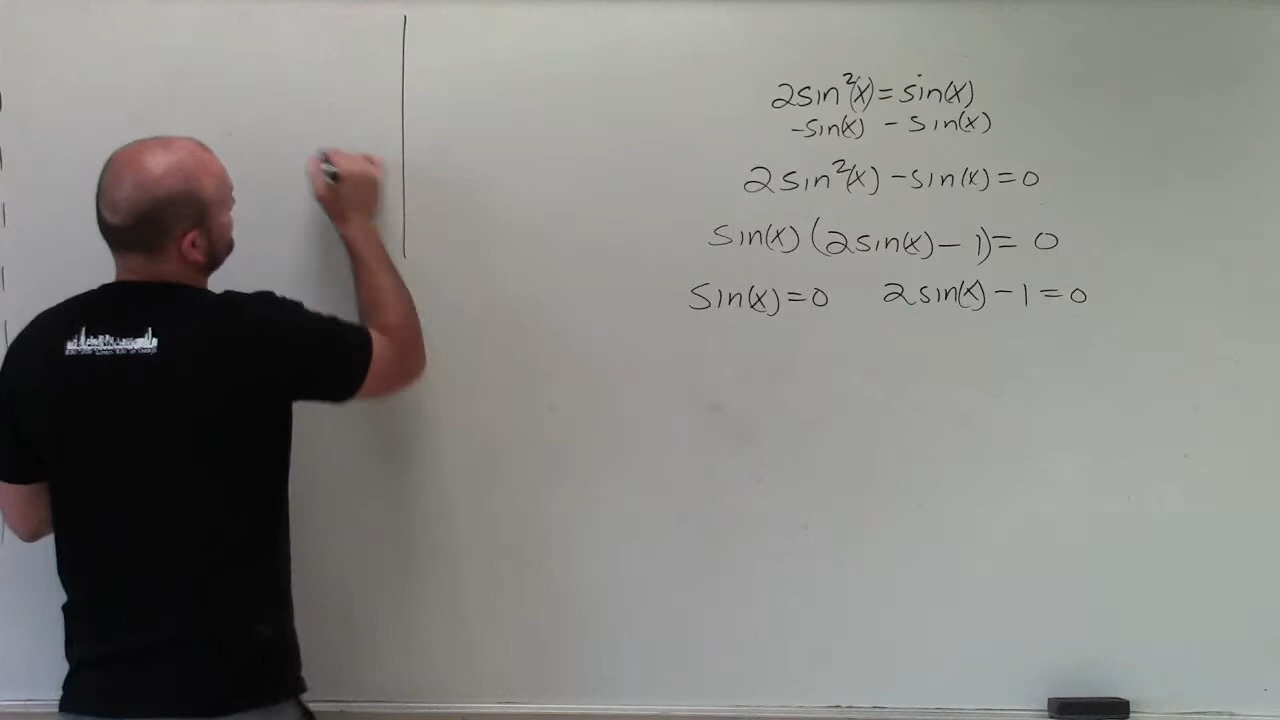 2sin²(x)=sin(x)
-sin(x) - sin(x)
2sin²(x) -sin(x)=0
sin(x) (2sin(x)-1)= 0
Sin(x)=0 2sin(x)-1=0